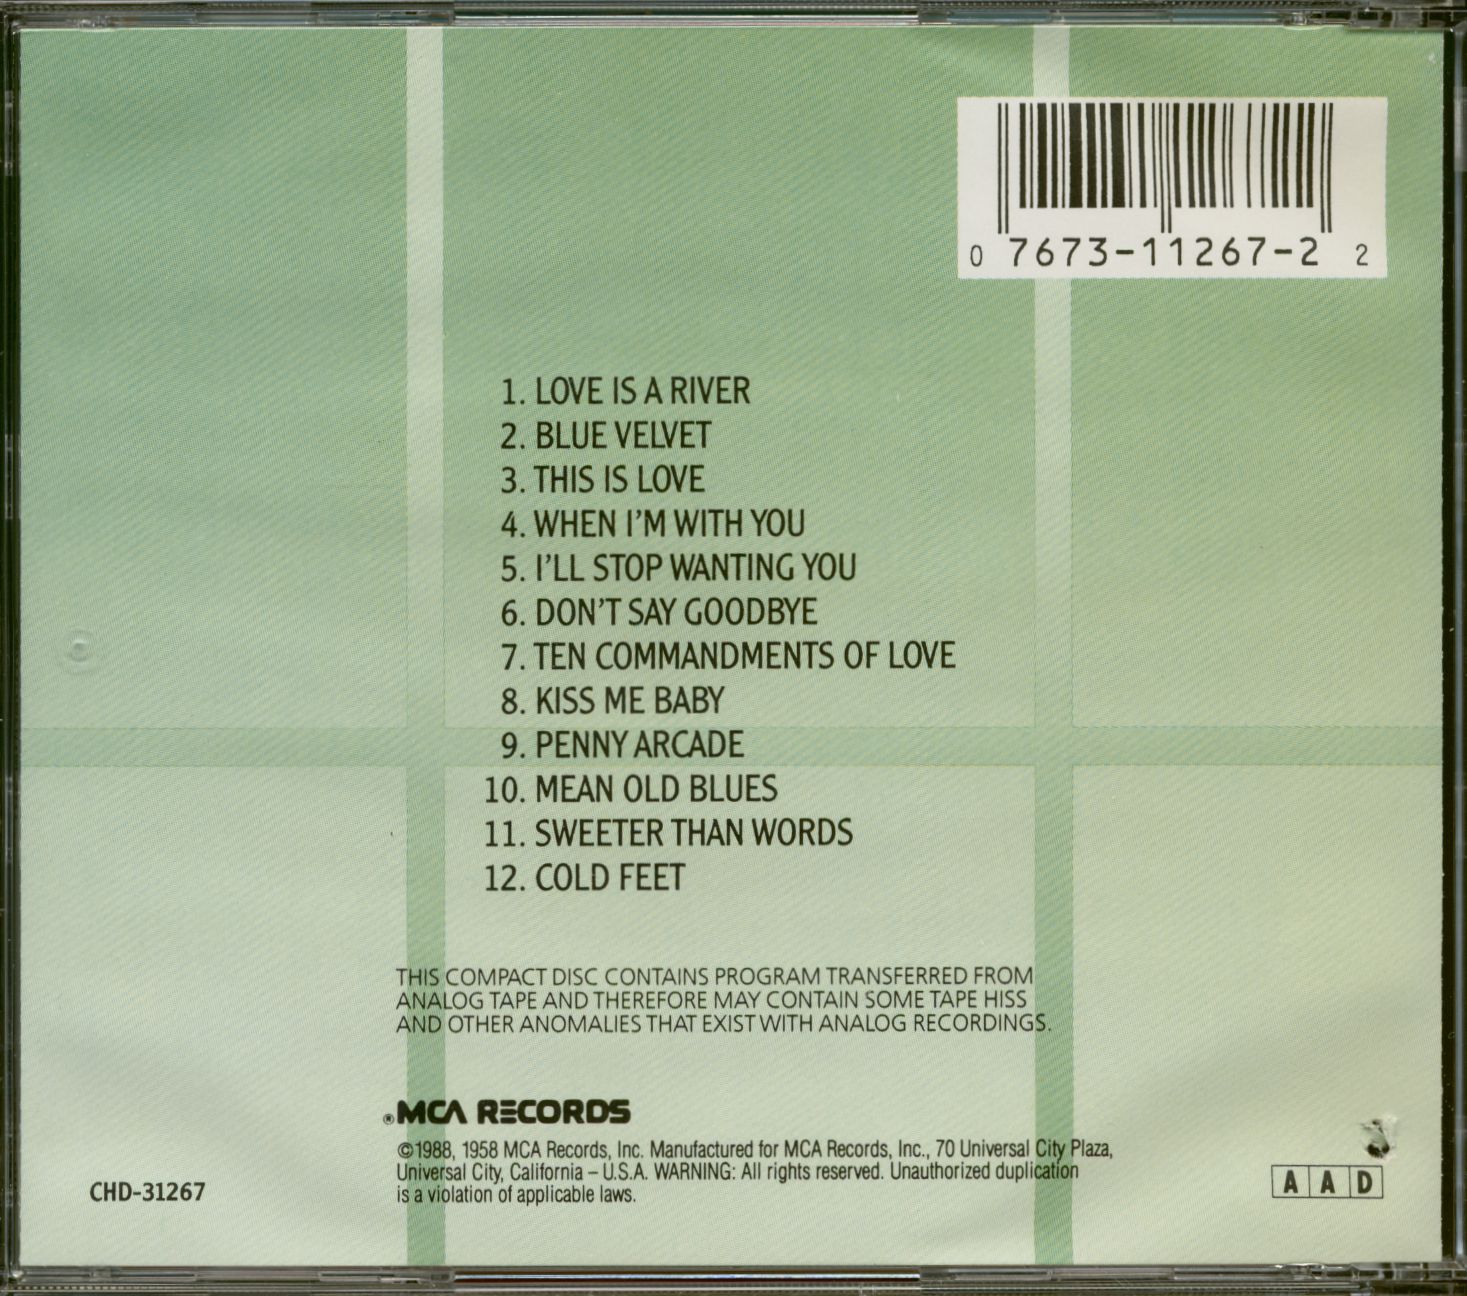 0 7673-11267-2 2
1. LOVE IS A RIVER
2. BLUE VELVET
3. THIS IS LOVE
4. WHEN I'M WITH YOU
5. I'LL STOP WANTING YOU
6. DON'T SAY GOODBYE
7. TEN COMMANDMENTS OF LOVE
8. KISS ME BABY
9. PENNY ARCADE
10. MEAN OLD BLUES
11. SWEETER THAN WORDS
12. COLD FEET
THIS COMPACT DISC CONTAINS PROGRAM TRANSFERRED FROM
ANALOG TAPE AND THEREFORE MAY CONTAIN SOME TAPE HISS
AND OTHER ANOMALIES THAT EXIST WITH ANALOG RECORDINGS.
®MCA RECORDS
©1988, 1958 MCA Records, Inc. Manufactured for MCA Records, Inc., 70 Universal City Plaza,
Universal City, California – U.S.A. WARNING: All rights reserved. Unauthorized duplication
is a violation of applicable laws.
CHD-31267
A A D